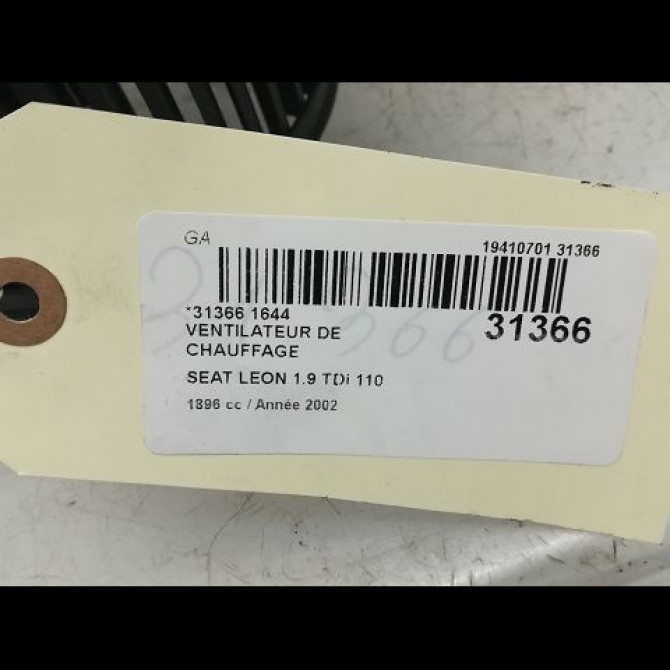 GA
19410701 31366
*31366 1644
31366
VENTILATEUR DE
CHAUFFAGE
SEAT LEON 1.9 TDi 110
1896 cc / Année 2002